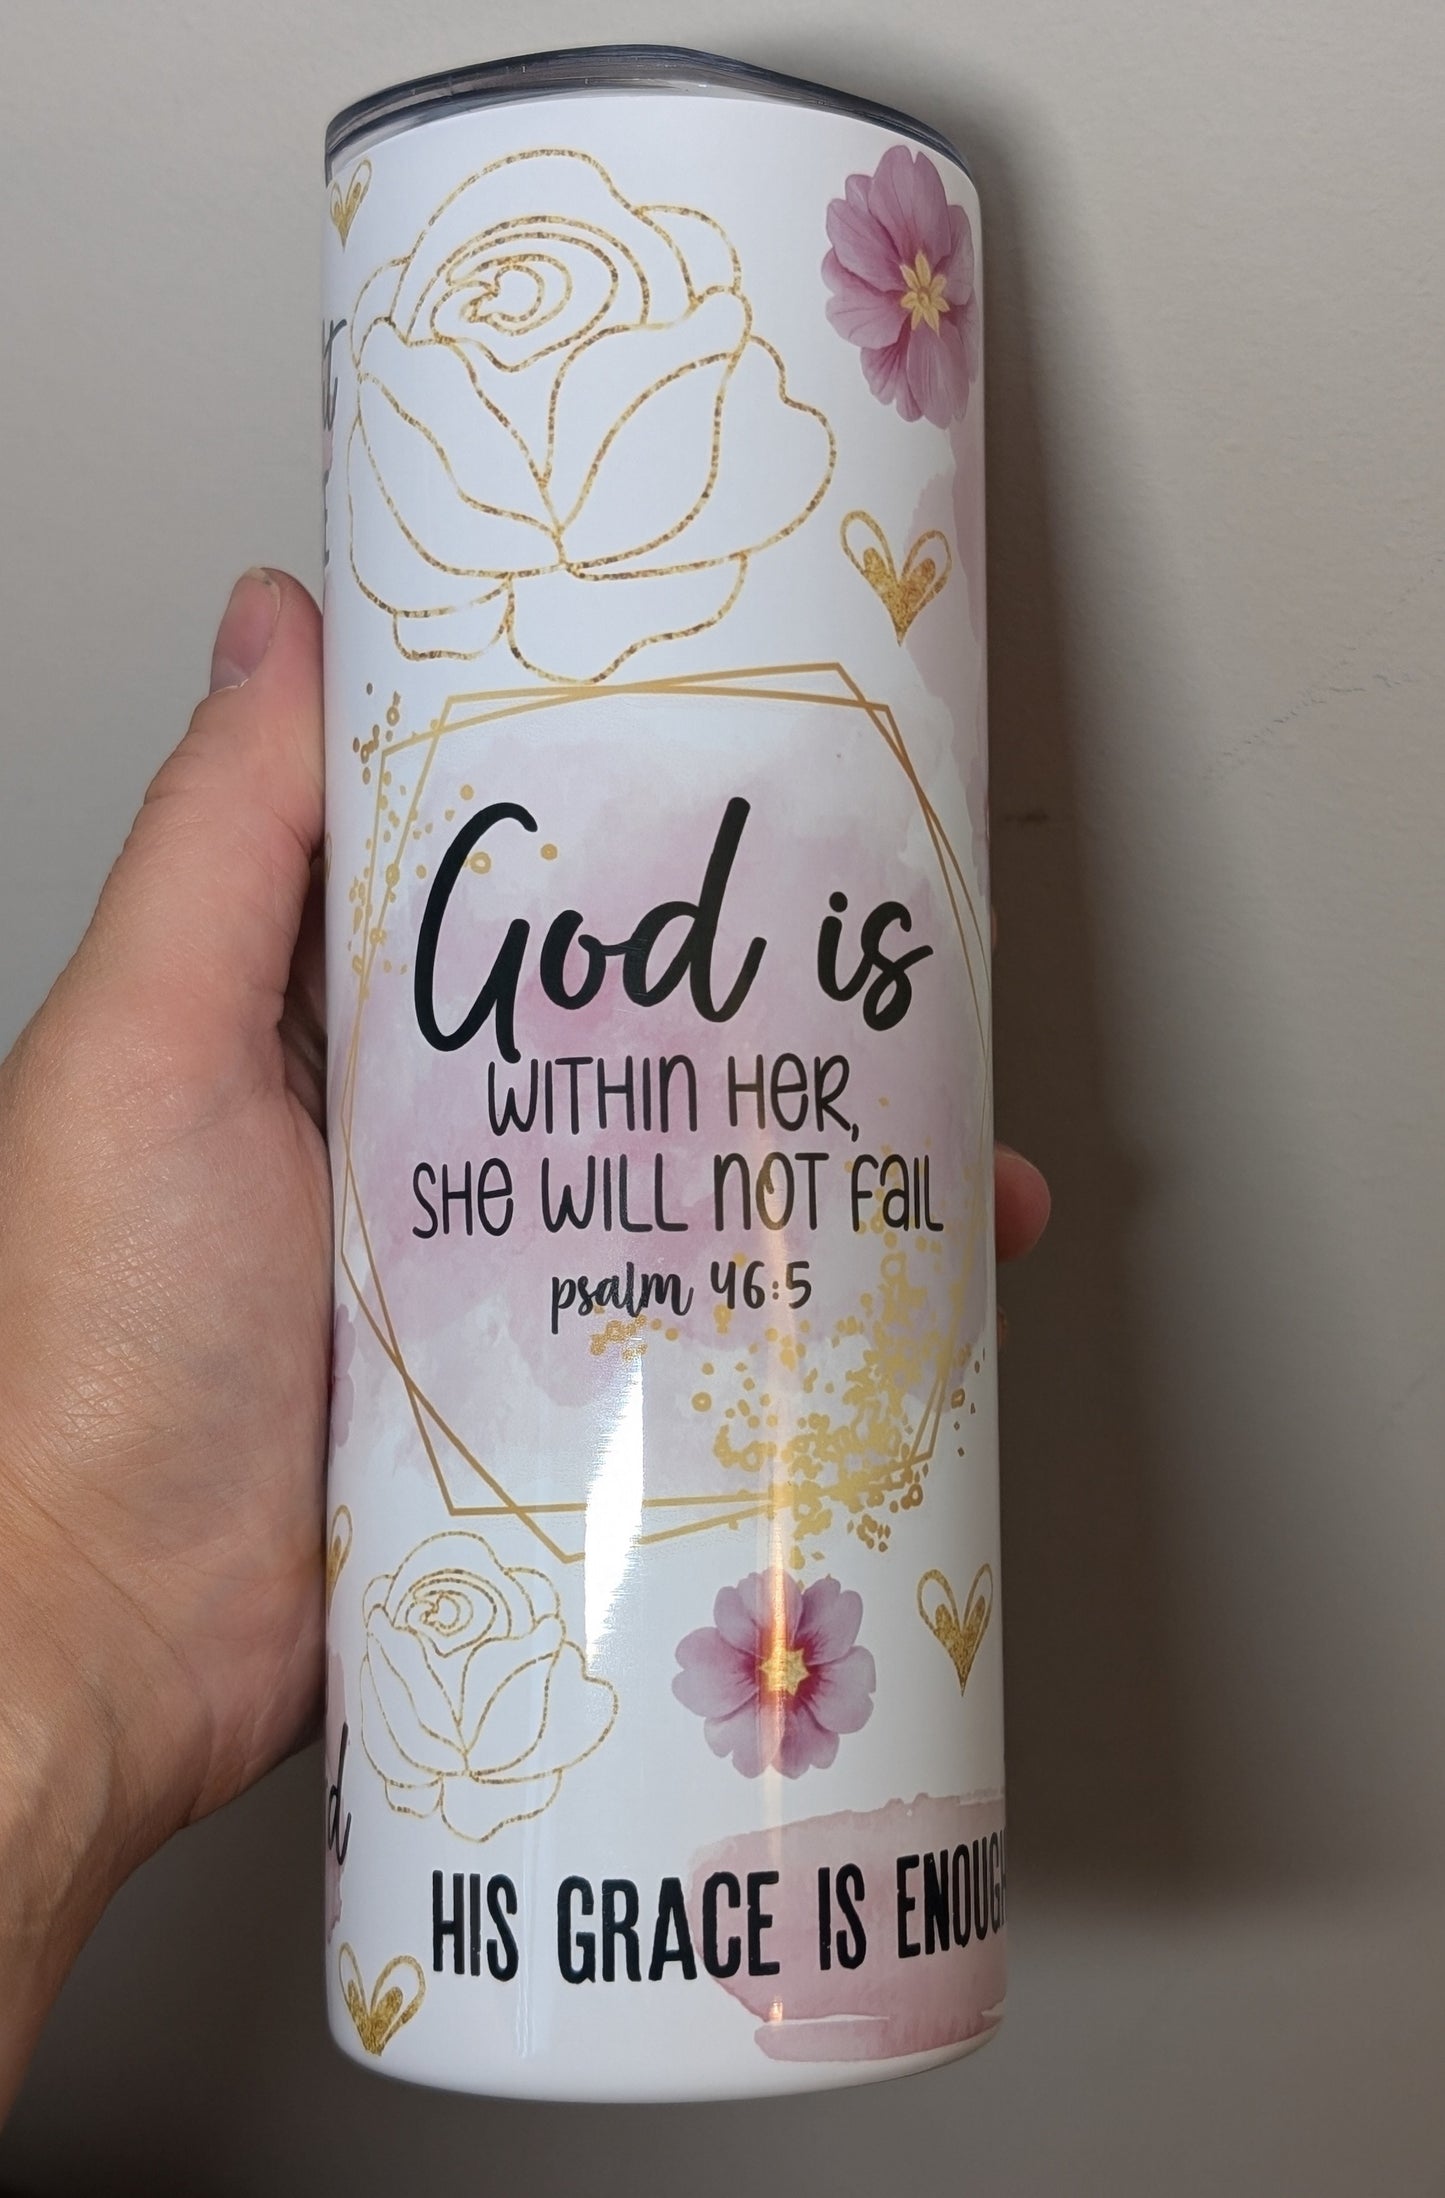 God is
WITHIN HER,
SHE WILL NOT FAIL
psalm 46:5
HIS GRACE IS ENOUGH